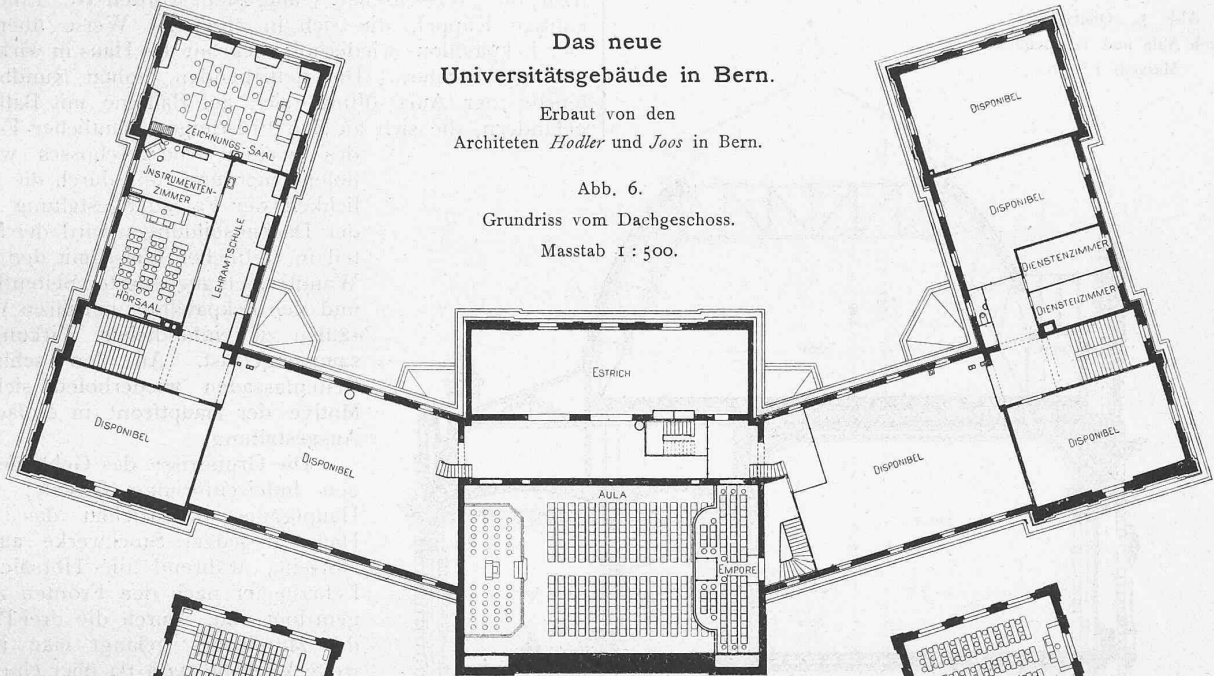 Das neue
Universitätsgebäude in Bern.
Erbaut von den
Architeten Hodler und Joos in Bern.
Abb. 6.
Grundriss vom Dachgeschoss.
Masstab 1 : 500.
ZEICHNUNGS-SAAL
JNSTRUMENTEN-
ZIMMER
LEHRAMTSCHULE
HÖRSAAL
DISPONIBEL
DISPONIBEL
ESTRICH
AULA
EMPORE
DISPONIBEL
DISPONIBEL
DIENSTENZIMMER
DIENSTENZIMMER
DISPONIBEL
DISPONIBEL